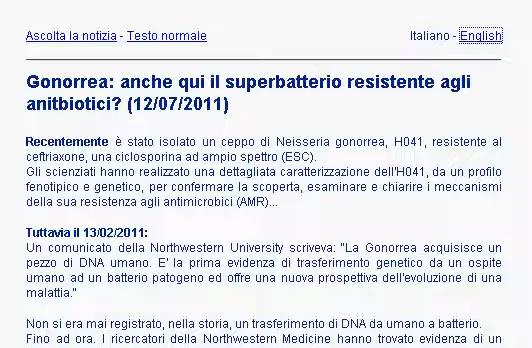 Ascolta la notizia - Testo normale Italiano - English
Gonorrea: anche qui il superbatterio resistente agli
anitbiotici? (12/07/2011)
Recentemente è stato isolato un ceppo di Neisseria gonorrea, H041, resistente al
ceftriaxone, una ciclosporina ad ampio spettro (ESC).
Gli scienziati hanno realizzato una dettagliata caratterizzazione dell'H041, da un profilo
fenotipico e genetico, per confermare la scoperta, esaminare e chiarire i meccanismi
della sua resistenza agli antimicrobici (AMR)...
Tuttavia il 13/02/2011:
Un comunicato della Northwestern University scriveva: "La Gonorrea acquisisce un
pezzo di DNA umano. E' la prima evidenza di trasferimento genetico da un ospite
umano ad un batterio patogeno ed offre una nuova prospettiva dell'evoluzione di una
malattia."
Non si era mai registrato, nella storia, un trasferimento di DNA da umano a batterio.
Fino ad ora. I ricercatori della Northwestern Medicine hanno trovato evidenza di un